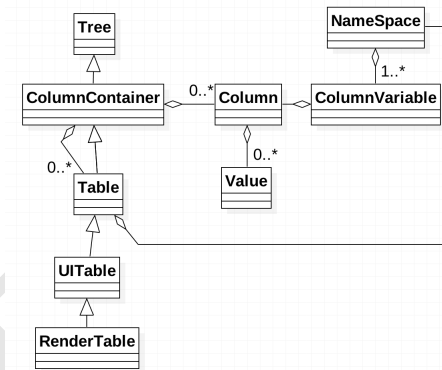 Tree
NameSpace
1..*
ColumnContainer
0..*
Column
ColumnVariable
0..*
0..*
Table
Value
UITable
RenderTable